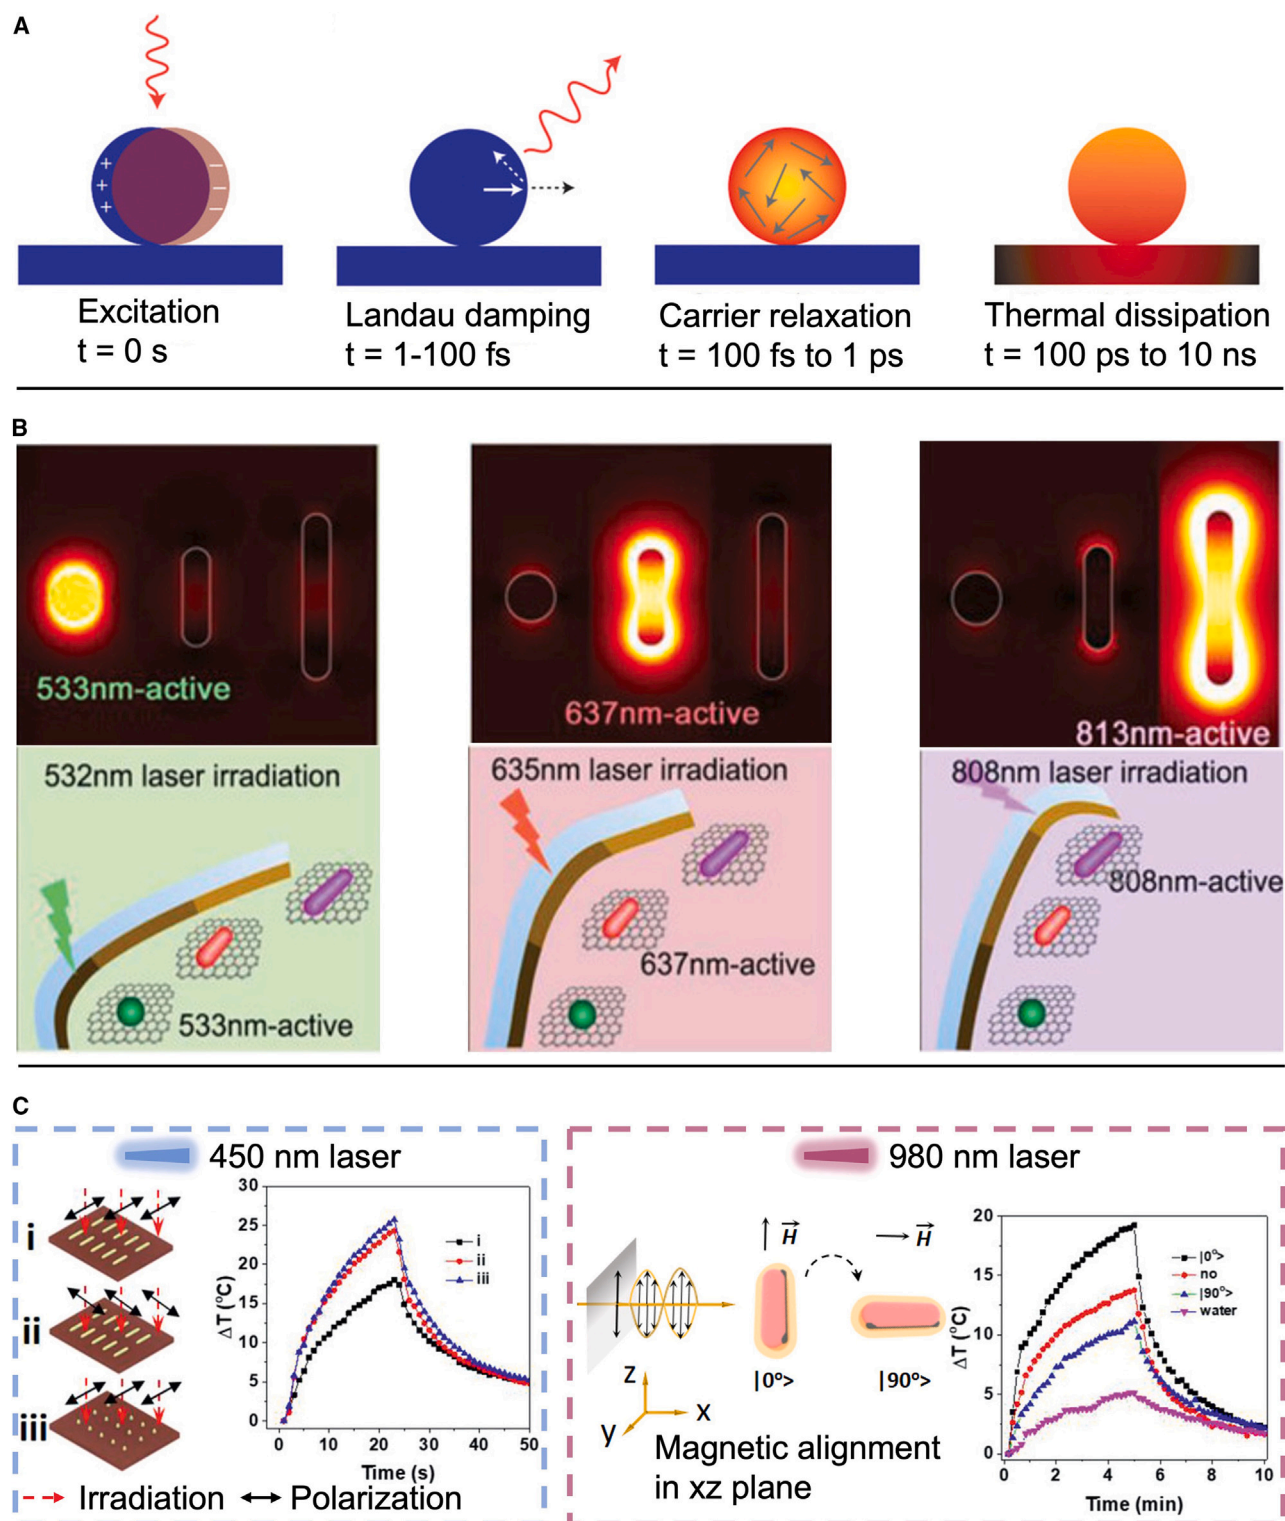 A
+
+
+
−
−
−
Excitation
t = 0 s
Landau damping
t = 1-100 fs
Carrier relaxation
t = 100 fs to 1 ps
Thermal dissipation
t = 100 ps to 10 ns
B
533nm-active
637nm-active
813nm-active
532nm laser irradiation
533nm-active
635nm laser irradiation
637nm-active
808nm laser irradiation
808nm-active
C
450 nm laser
i
ii
iii
ΔT (°C)
30
25
20
15
10
5
0
i
ii
iii
0 10 20 30 40 50
Time (s)
Irradiation Polarization
980 nm laser
H
H
|0°>
|90°>
z
x
y
Magnetic alignment
in xz plane
ΔT (°C)
20
15
10
5
0
|0°>
no
|90°>
water
0 2 4 6 8 10
Time (min)